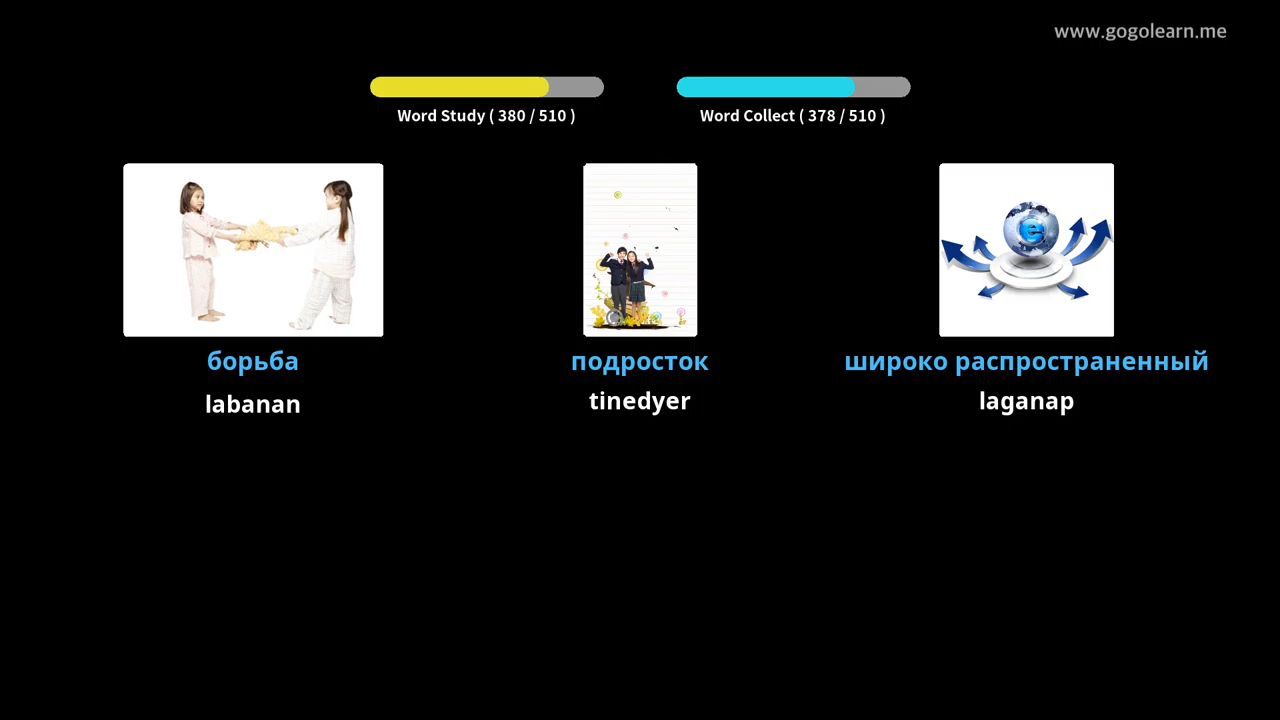 www.gogolearn.me
Word Study ( 380 / 510 )
Word Collect ( 378 / 510 )
борьба
подросток
широко распространенный
labanan
tinedyer
laganap